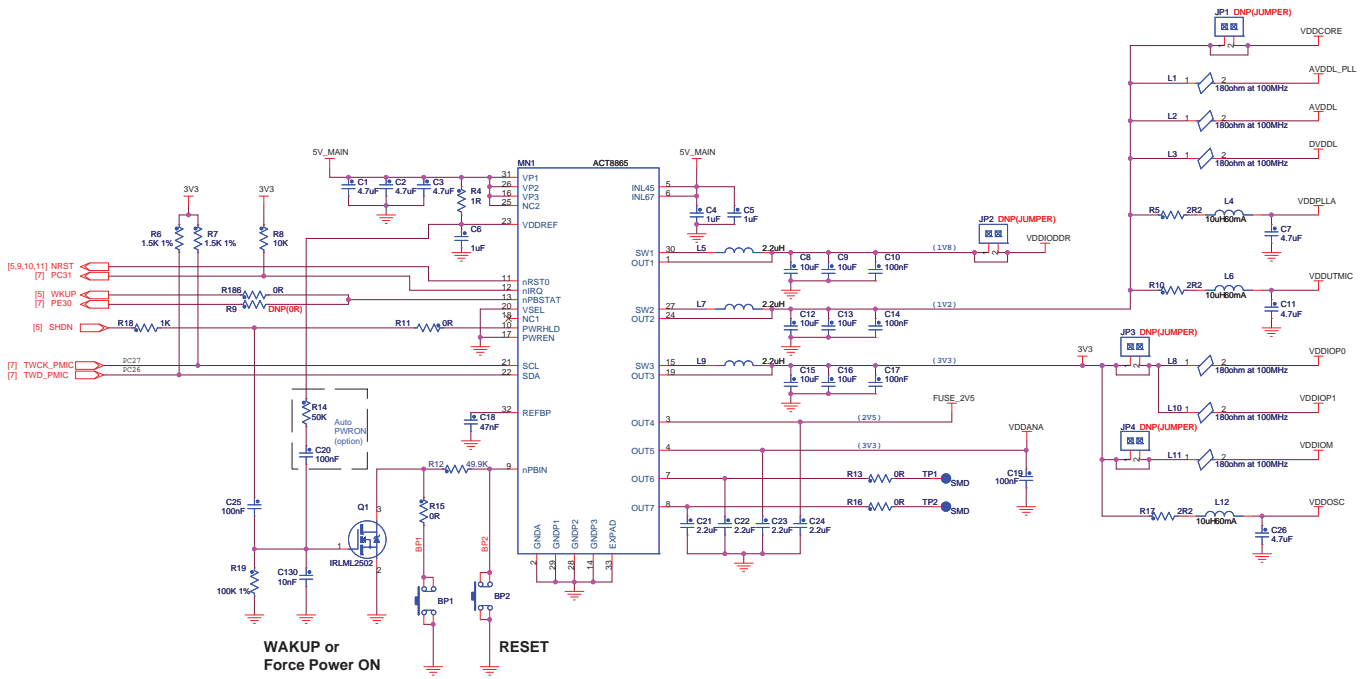 JP1 DNP(JUMPER)
1 2
VDDCORE
L1 1 2
180ohm at 100MHz
AVDDL_PLL
L2 1 2
180ohm at 100MHz
AVDDL
L3 1 2
180ohm at 100MHz
DVDDL
R5 2R2
L4
10uH60mA
VDDPLLA
C7
4.7uF
R10 2R2
L6
10uH60mA
VDDUTMIC
C11
4.7uF
3V3
JP3 DNP(JUMPER)
1 2
L8 1 2
180ohm at 100MHz
VDDIOP0
L10 1 2
180ohm at 100MHz
VDDIOP1
JP4 DNP(JUMPER)
1 2
L11 1 2
180ohm at 100MHz
VDDIOM
R17 2R2
L12
10uH60mA
VDDOSC
C26
4.7uF
5V_MAIN
C1
4.7uF
C2
4.7uF
C3
4.7uF
R4
1R
C6
1uF
3V3
3V3
R6
1.5K 1%
R7
1.5K 1%
R8
10K
[5,9,10,11] NRST
[7] PC31
[5] WKUP
[7] PE30
R186 0R
R9 DNP(0R)
[5] SHDN
R18 1K
R11 0R
[7] TWCK_PMIC PC27
[7] TWD_PMIC PC26
R14
50K
Auto
PWRON
(option)
C20
100nF
C18
47nF
R12 49.9K
C25
100nF
Q1
3
1
2
IRLML2502
R15
0R
BP1
BP2
R19
100K 1%
C130
10nF
BP1
BP2
WAKUP or
Force Power ON
RESET
MN1 ACT8865
31 VP1
26 VP2
16 VP3
25 NC2
23 VDDREF
11 nRST0
12 nIRQ
13 nPBSTAT
20 VSEL
18 NC1
10 PWRHLD
17 PWREN
21 SCL
22 SDA
32 REFBP
9 nPBIN
GNDA
GNDP1
GNDP2
GNDP3
EXPAD
2
29
28
14
33
INL45 5
INL67 6
SW1 30
OUT1 1
SW2 27
OUT2 24
SW3 15
OUT3 19
OUT4 3
OUT5 4
OUT6 7
OUT7 8
5V_MAIN
C4
1uF
C5
1uF
L5 2.2uH
C8
10uF
C9
10uF
C10
100nF
(1V8)
JP2 DNP(JUMPER)
1 2
VDDIODDR
L7 2.2uH
C12
10uF
C13
10uF
C14
100nF
(1V2)
L9 2.2uH
C15
10uF
C16
10uF
C17
100nF
(3V3)
FUSE_2V5
(2V5)
VDDANA
(3V3)
C19
100nF
R13 0R TP1
SMD
R16 0R TP2
SMD
C21
2.2uF
C22
2.2uF
C23
2.2uF
C24
2.2uF